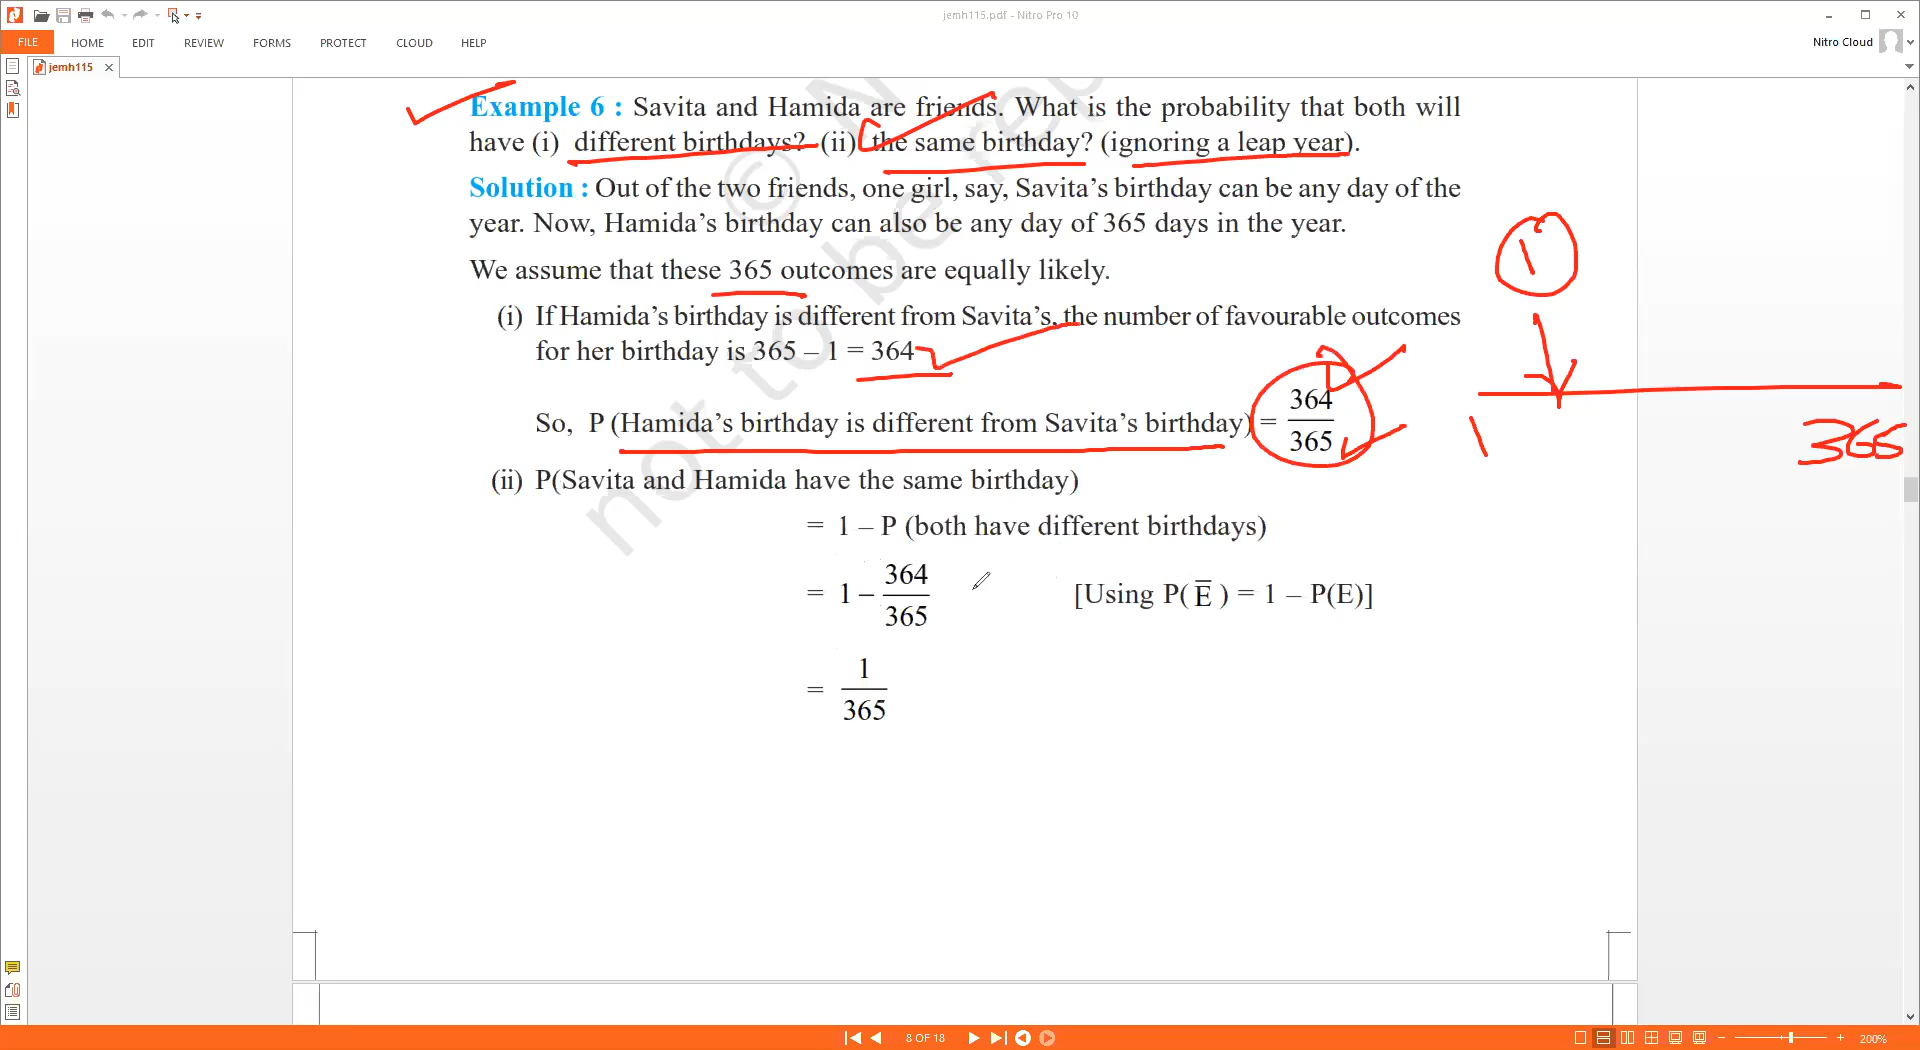 jemh115.pdf - Nitro Pro 10
FILE HOME EDIT REVIEW FORMS PROTECT CLOUD HELP
Nitro Cloud
jemh115
Example 6 : Savita and Hamida are friends. What is the probability that both will
have (i) different birthdays? (ii) the same birthday? (ignoring a leap year).
Solution : Out of the two friends, one girl, say, Savita’s birthday can be any day of the
year. Now, Hamida’s birthday can also be any day of 365 days in the year.
We assume that these 365 outcomes are equally likely.
1
(i) If Hamida’s birthday is different from Savita’s, the number of favourable outcomes
for her birthday is 365 – 1 = 364
So, P (Hamida’s birthday is different from Savita’s birthday) = 364/365
1 365
(ii) P(Savita and Hamida have the same birthday)
= 1 – P (both have different birthdays)
= 1 – 364/365 [Using P(E̅) = 1 – P(E)]
= 1/365
© N
not to be rep
8 OF 18
200%